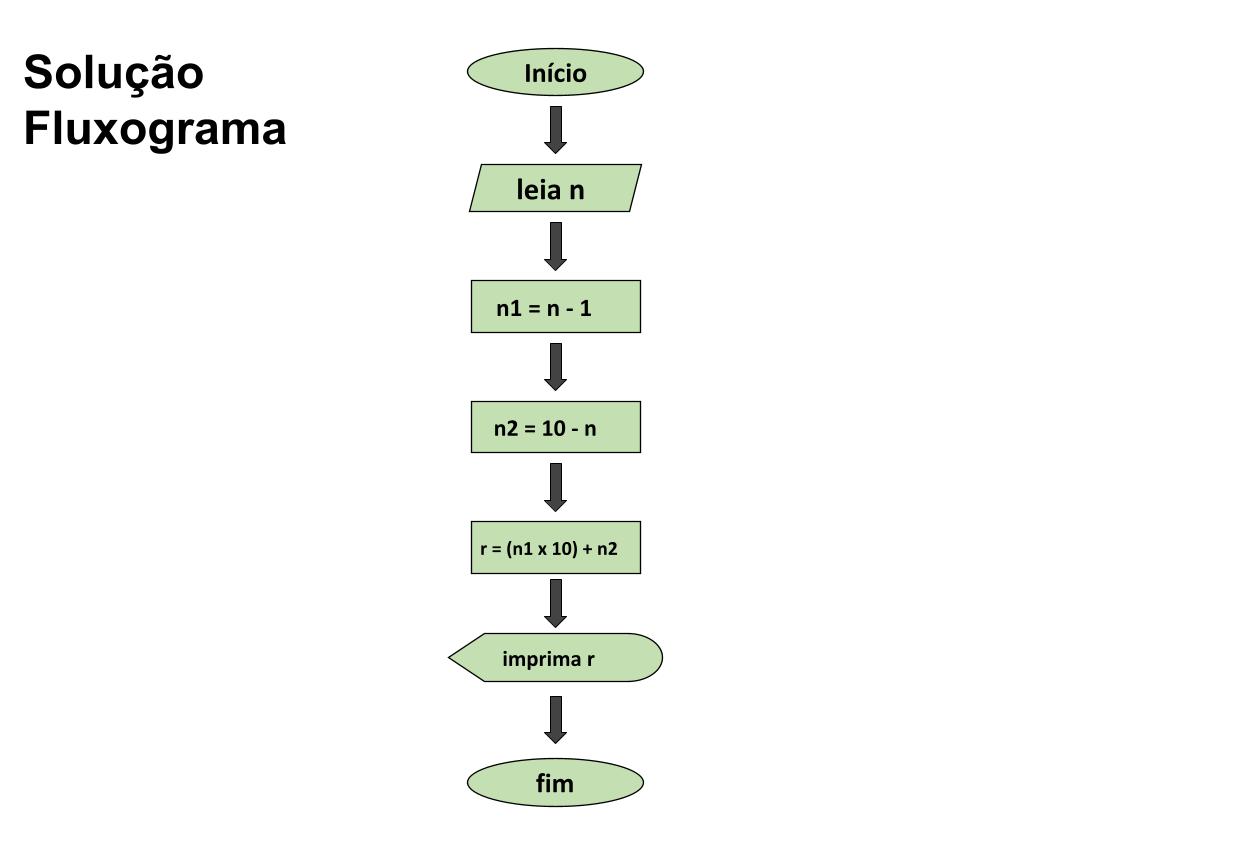 Solução
Fluxograma
Início
leia n
n1 = n - 1
n2 = 10 - n
r = (n1 x 10) + n2
imprima r
fim